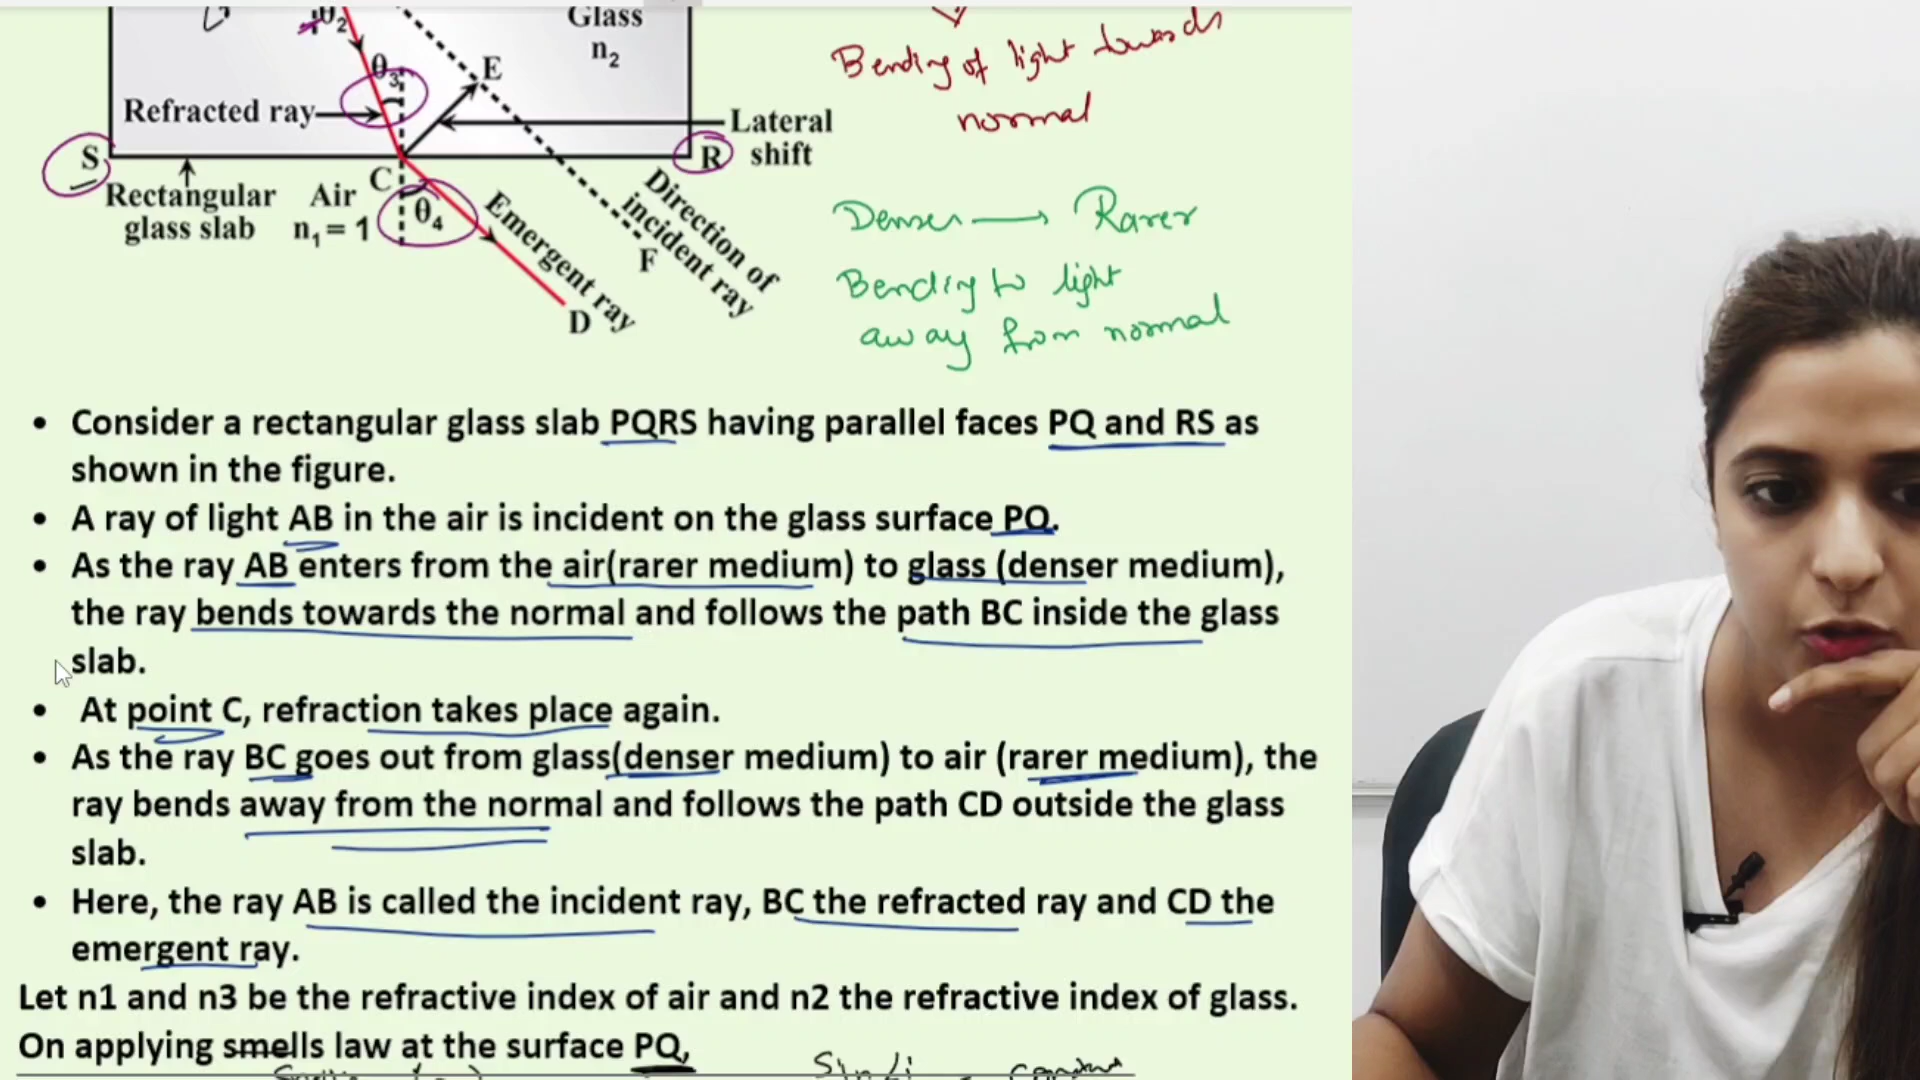 θ2
Glass
n2
θ3
E
Refracted ray
Lateral
shift
S
R
C
Rectangular
glass slab
Air
n1 = 1
θ4
Emergent ray
Direction of
incident ray
F
D
Bending of light towards
normal
Denser → Rarer
Bending to light
away from normal
• Consider a rectangular glass slab PQRS having parallel faces PQ and RS as
shown in the figure.
• A ray of light AB in the air is incident on the glass surface PQ.
• As the ray AB enters from the air(rarer medium) to glass (denser medium),
the ray bends towards the normal and follows the path BC inside the glass
slab.
• At point C, refraction takes place again.
• As the ray BC goes out from glass(denser medium) to air (rarer medium), the
ray bends away from the normal and follows the path CD outside the glass
slab.
• Here, the ray AB is called the incident ray, BC the refracted ray and CD the
emergent ray.
Let n1 and n3 be the refractive index of air and n2 the refractive index of glass.
On applying smells law at the surface PQ,